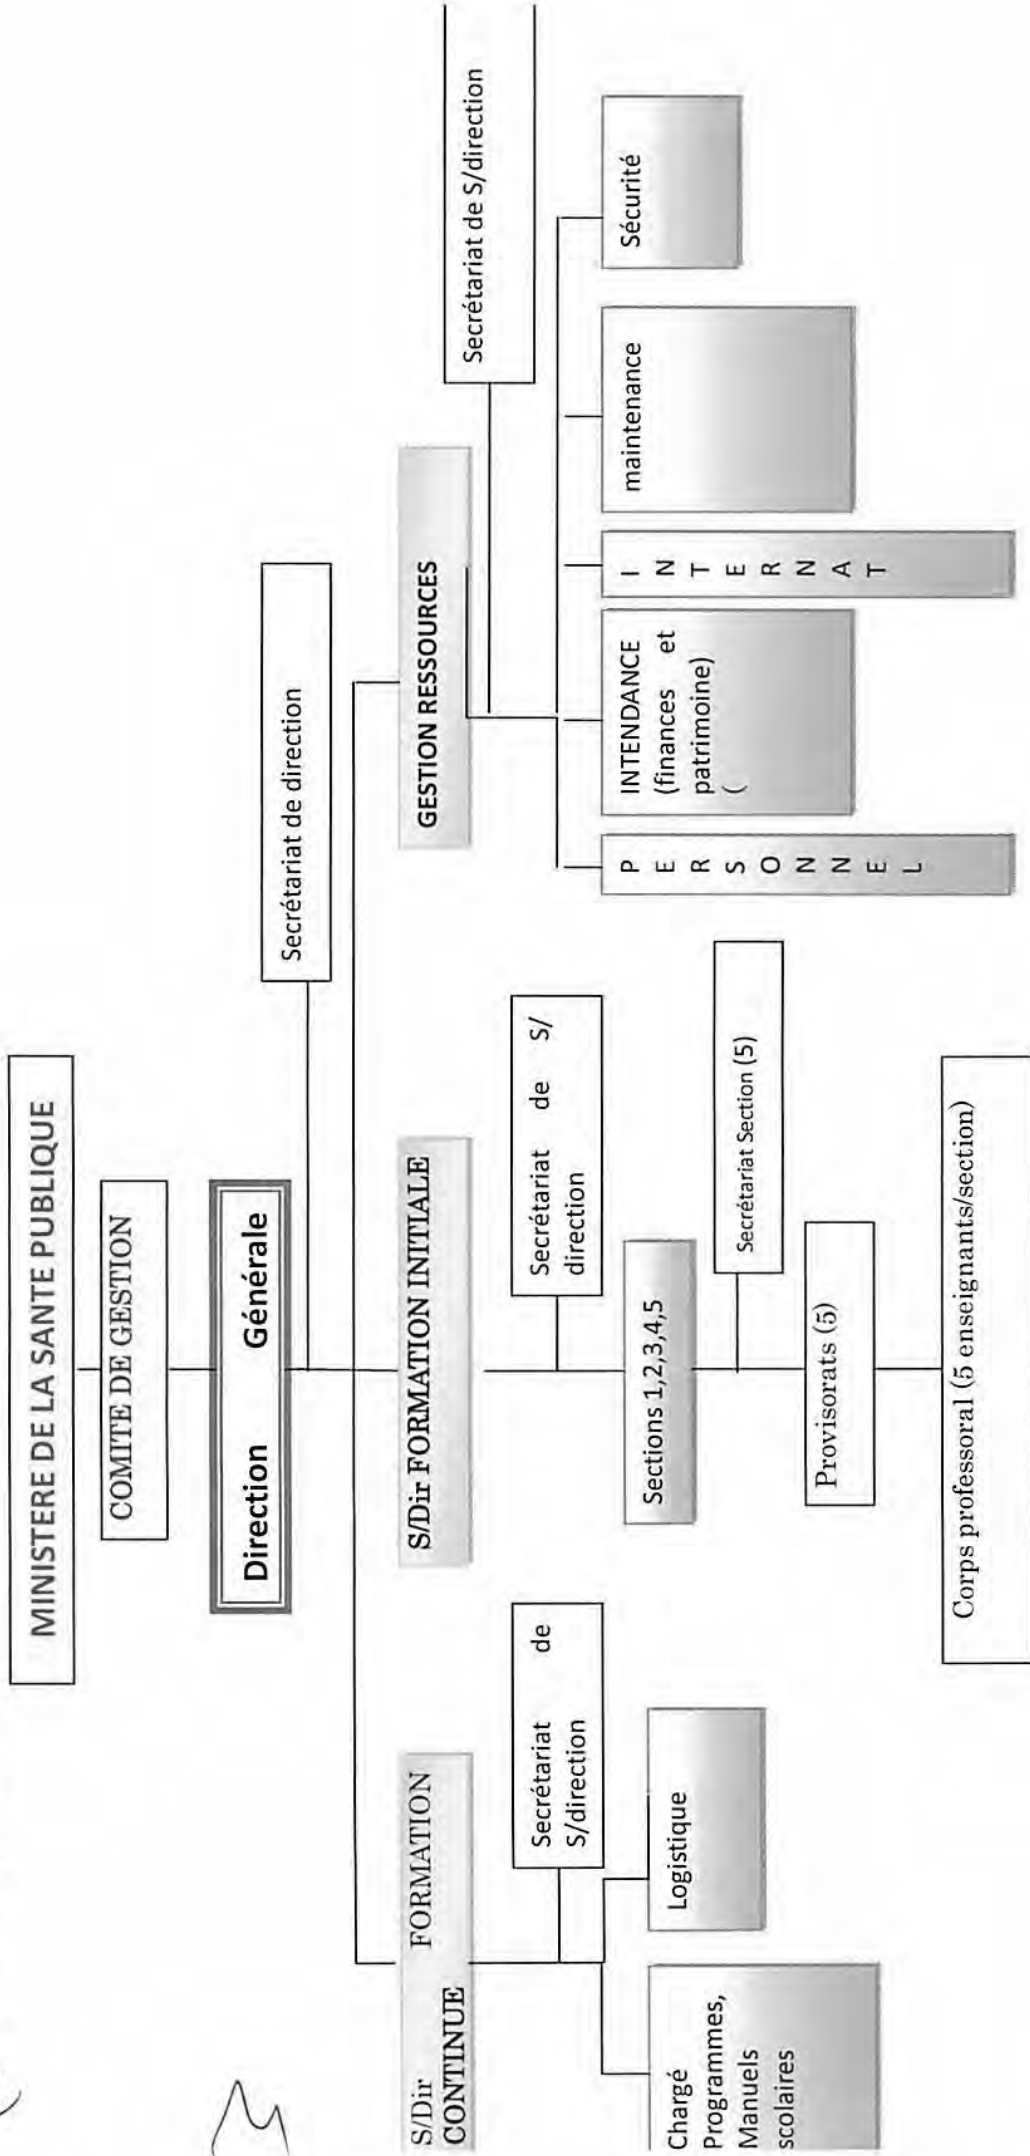 MINISTERE DE LA SANTE PUBLIQUE
COMITE DE GESTION
Direction Générale
Secrétariat de direction
S/Dir FORMATION
CONTINUE
S/Dir FORMATION INITIALE
GESTION RESSOURCES
Secrétariat de
S/direction
Secrétariat de S/
direction
Secrétariat de S/direction
Chargé
Programmes,
Manuels
scolaires
Logistique
Sections 1,2,3,4,5
Secrétariat Section (5)
Provisorats (5)
Corps professoral (5 enseignants/section)
P
E
R
S
O
N
N
E
L
INTENDANCE
(finances et
patrimoine)
(
I
N
T
E
R
N
A
T
maintenance
Sécurité